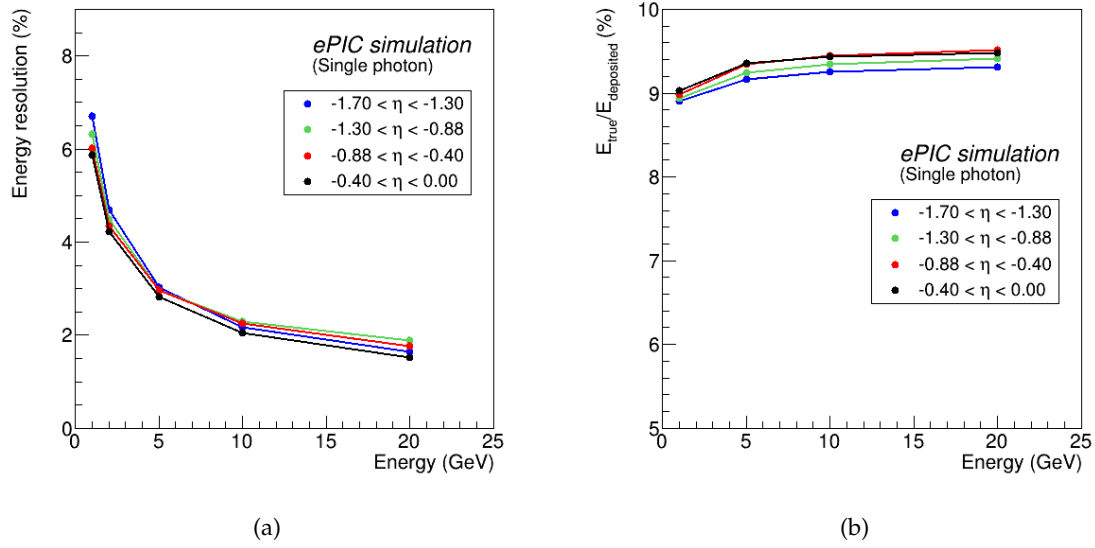 Energy resolution (%)
8
6
4
2
0
0 5 10 15 20 25
Energy (GeV)
ePIC simulation
(Single photon)
-1.70 < η < -1.30
-1.30 < η < -0.88
-0.88 < η < -0.40
-0.40 < η < 0.00
(a)
E_true/E_deposited (%)
10
9
8
7
6
5
0 5 10 15 20 25
Energy (GeV)
ePIC simulation
(Single photon)
-1.70 < η < -1.30
-1.30 < η < -0.88
-0.88 < η < -0.40
-0.40 < η < 0.00
(b)